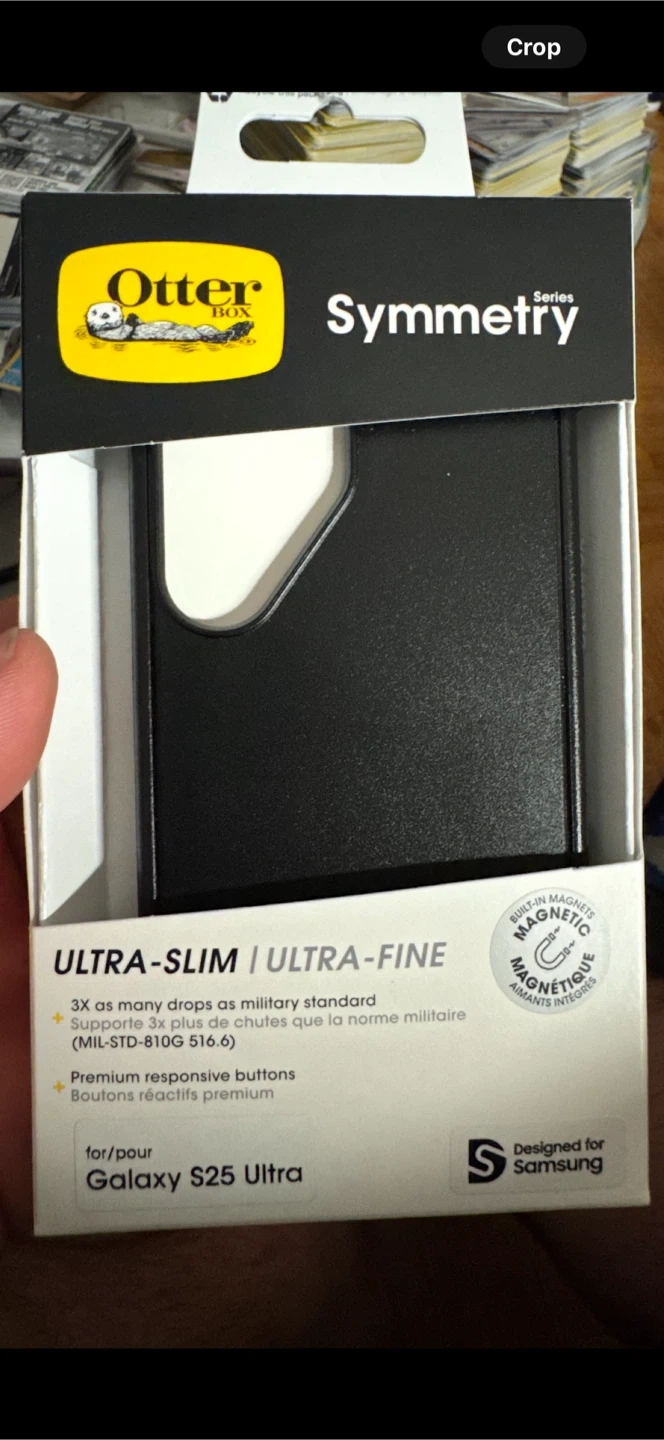 Crop
Otter
BOX
Symmetry Series
ULTRA-SLIM | ULTRA-FINE
3X as many drops as military standard
Supporte 3x plus de chutes que la norme militaire
(MIL-STD-810G 516.6)
Premium responsive buttons
Boutons réactifs premium
BUILT-IN MAGNETS
MAGNETIC
MAGNÉTIQUE
AIMANTS INTÉGRÉS
for/pour
Galaxy S25 Ultra
Designed for
Samsung